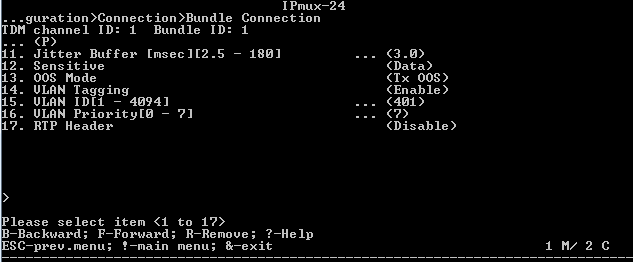 IPmux-24
...guration>Connection>Bundle Connection
TDM channel ID: 1  Bundle ID: 1
... (P)
11. Jitter Buffer [msec][2.5 - 180]          ... (3.0)
12. Sensitive                                    (Data)
13. OOS Mode                                     (Tx OOS)
14. VLAN Tagging                                 (Enable)
15. VLAN ID[1 - 4094]                        ... (401)
16. VLAN Priority[0 - 7]                     ... (7)
17. RTP Header                                   (Disable)
>
Please select item <1 to 17>
B-Backward; F-Forward; R-Remove; ?-Help
ESC-prev.menu; !-main menu; &-exit                                   1 M/ 2 C